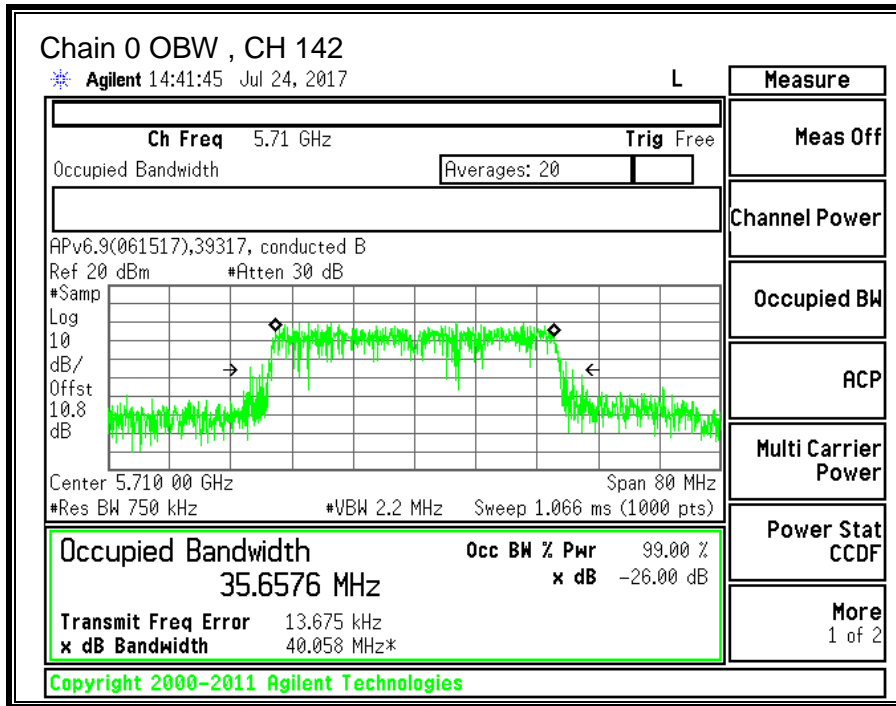 Chain 0 OBW , CH 142
Agilent 14:41:45 Jul 24, 2017 L
Measure
Ch Freq 5.71 GHz Trig Free
Occupied Bandwidth Averages: 20
APv6.9(061517),39317, conducted B
Ref 20 dBm #Atten 30 dB
#Samp
Log
10
dB/
Offst
10.8
dB
Center 5.710 00 GHz Span 80 MHz
#Res BW 750 kHz #VBW 2.2 MHz Sweep 1.066 ms (1000 pts)
Occupied Bandwidth Occ BW % Pwr 99.00 %
35.6576 MHz x dB -26.00 dB
Transmit Freq Error 13.675 kHz
x dB Bandwidth 40.058 MHz*
Copyright 2000-2011 Agilent Technologies
Meas Off
Channel Power
Occupied BW
ACP
Multi Carrier
Power
Power Stat
CCDF
More
1 of 2